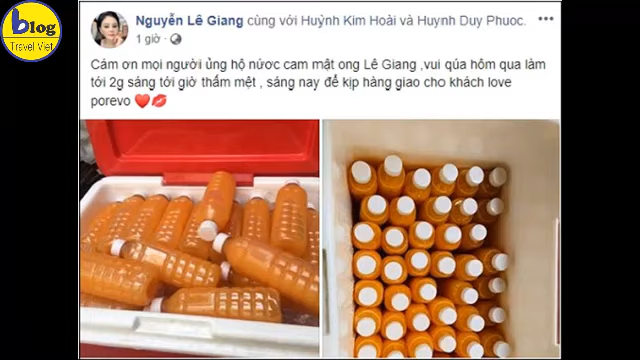 blog
Travel Viet
Nguyễn Lê Giang cùng với Huỳnh Kim Hoài và Huynh Duy Phuoc.
1 giờ ·
Cảm ơn mọi người ủng hộ nước cam mật ong Lê Giang ,vui qúa hôm qua làm
tới 2g sáng tới giờ thấm mệt , sáng nay để kịp hàng giao cho khách love
porevo ❤️💋